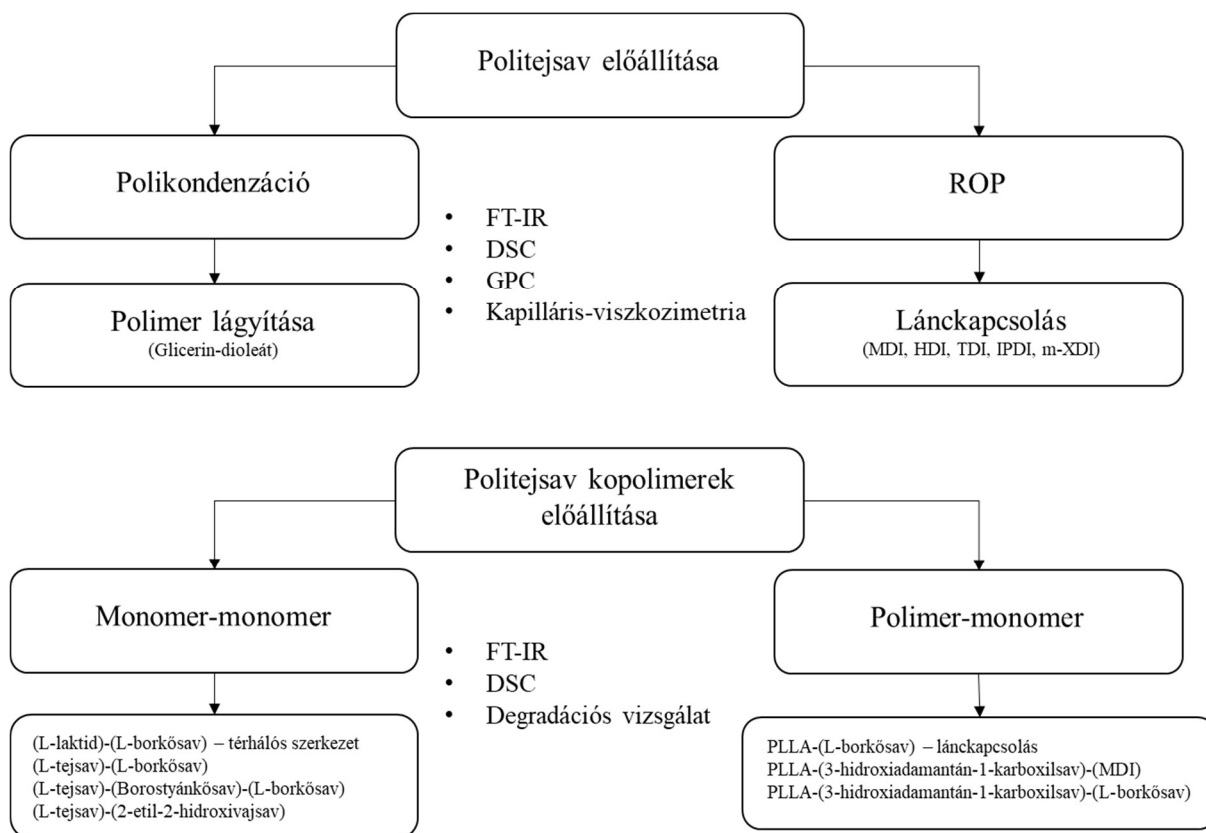 Politejsav előállítása
Polikondenzáció
ROP
• FT-IR
• DSC
• GPC
• Kapilláris-viszkozimetria
Polimer lágyítása
(Glicerin-dioleát)
Lánckapcsolás
(MDI, HDI, TDI, IPDI, m-XDI)
Politejsav kopolimerek
előállítása
Monomer-monomer
Polimer-monomer
• FT-IR
• DSC
• Degradációs vizsgálat
(L-laktid)-(L-borkősav) – térhálós szerkezet
(L-tejsav)-(L-borkősav)
(L-tejsav)-(Borostyánkősav)-(L-borkősav)
(L-tejsav)-(2-etil-2-hidroxivajsav)
PLLA-(L-borkősav) – lánckapcsolás
PLLA-(3-hidroxiadamantán-1-karboxilsav)-(MDI)
PLLA-(3-hidroxiadamantán-1-karboxilsav)-(L-borkősav)